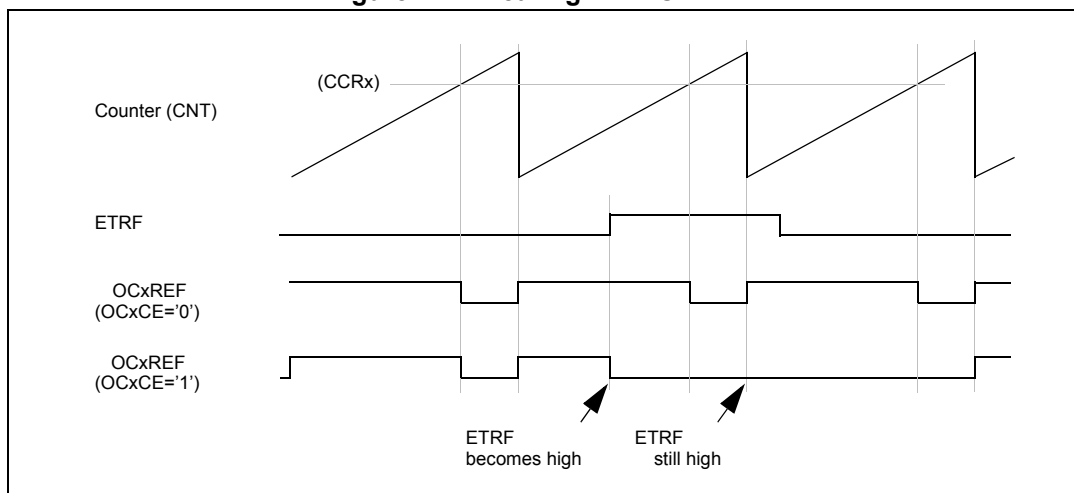 (CCRx)
Counter (CNT)
ETRF
OCxREF
(OCxCE='0')
OCxREF
(OCxCE='1')
ETRF
becomes high
ETRF
still high